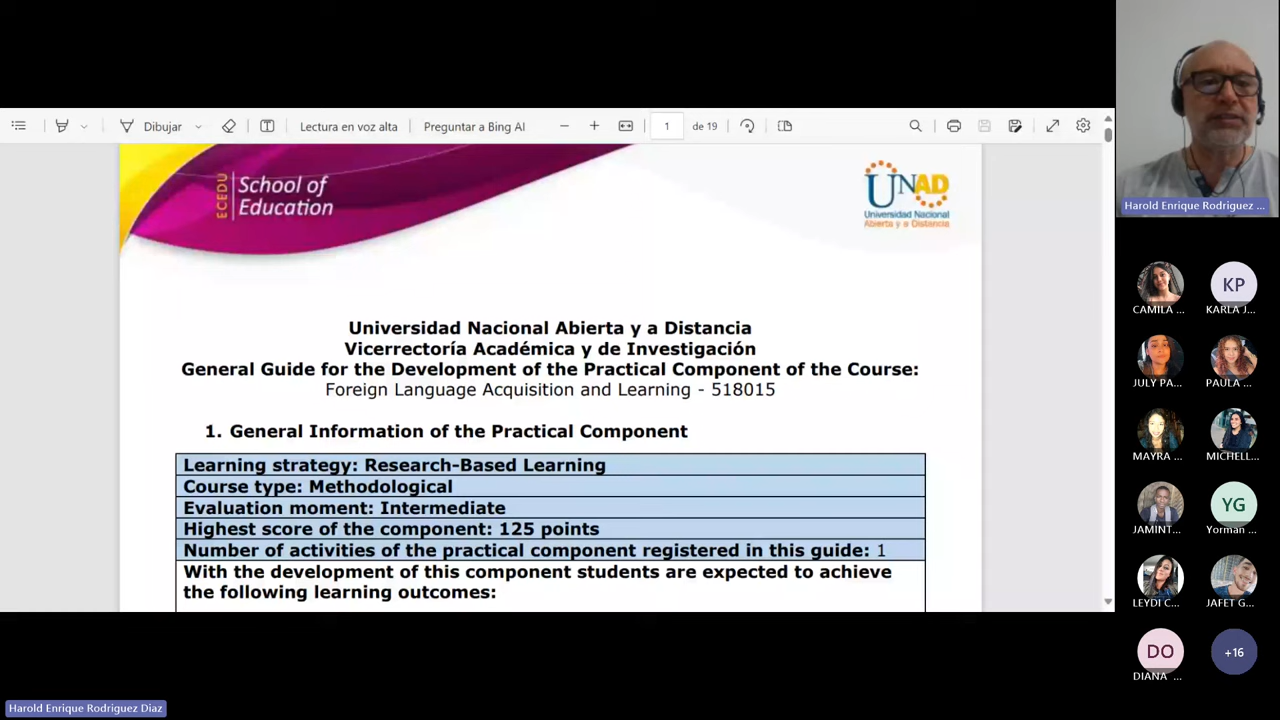 Dibujar
Lectura en voz alta
Preguntar a Bing AI
1
de 19
ECEDU
School of
Education
UNAD
Universidad Nacional
Abierta y a Distancia
Universidad Nacional Abierta y a Distancia
Vicerrectoría Académica y de Investigación
General Guide for the Development of the Practical Component of the Course:
Foreign Language Acquisition and Learning - 518015
1. General Information of the Practical Component
Learning strategy: Research-Based Learning
Course type: Methodological
Evaluation moment: Intermediate
Highest score of the component: 125 points
Number of activities of the practical component registered in this guide: 1
With the development of this component students are expected to achieve
the following learning outcomes:
Harold Enrique Rodriguez ...
CAMILA ...
KP
KARLA J...
JULY PA...
PAULA ...
MAYRA ...
MICHELL...
JAMINT...
YG
Yorman ...
LEYDI C...
JAFET G...
DO
DIANA ...
+16
Harold Enrique Rodriguez Diaz